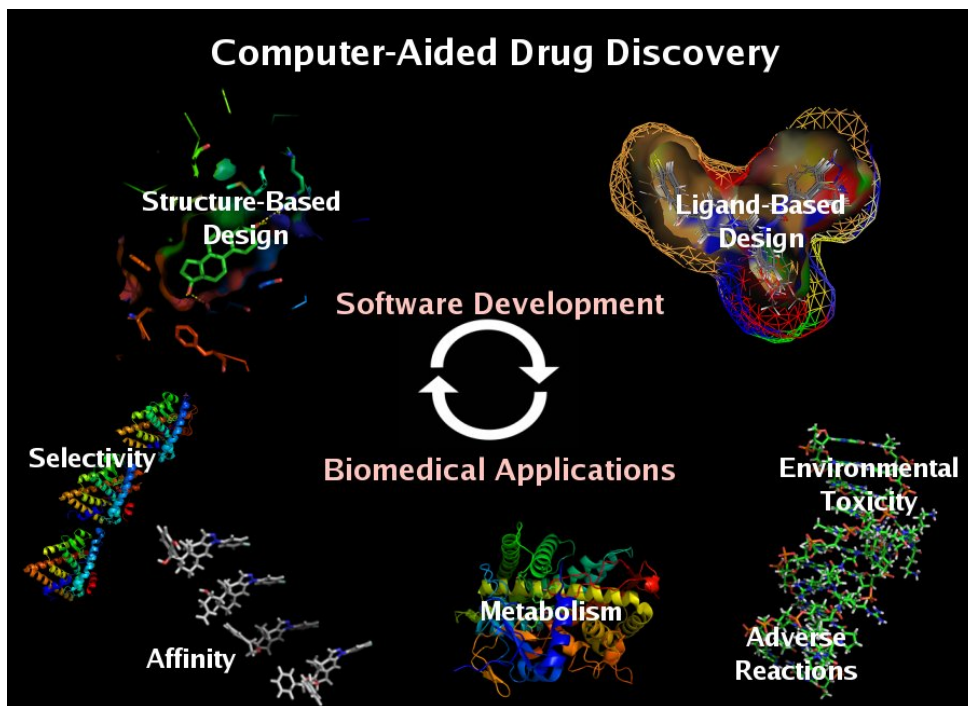 Computer-Aided Drug Discovery
Structure-Based
Design
Ligand-Based
Design
Software Development
Selectivity
Biomedical Applications
Environmental
Toxicity
Metabolism
Affinity
Adverse
Reactions